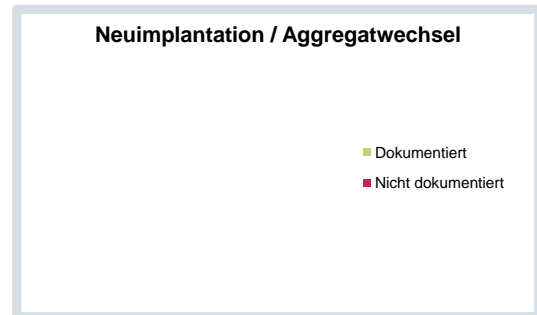 Neuimplantation / Aggregatwechsel
Dokumentiert
Nicht dokumentiert